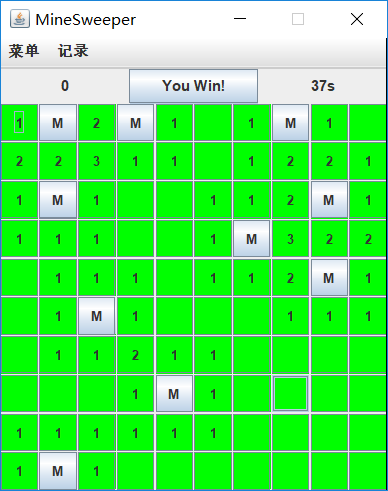 MineSweeper
菜单 记录
0 You Win! 37s
1 M 2 M 1 1 M 1
2 2 3 1 1 1 2 2 1
1 M 1 1 1 2 M 1
1 1 1 1 M 3 2 2
1 1 1 1 1 2 M 1
1 M 1 1 1 1
1 1 2 1 1
1 M 1
1 1 1 1 1 1
1 M 1